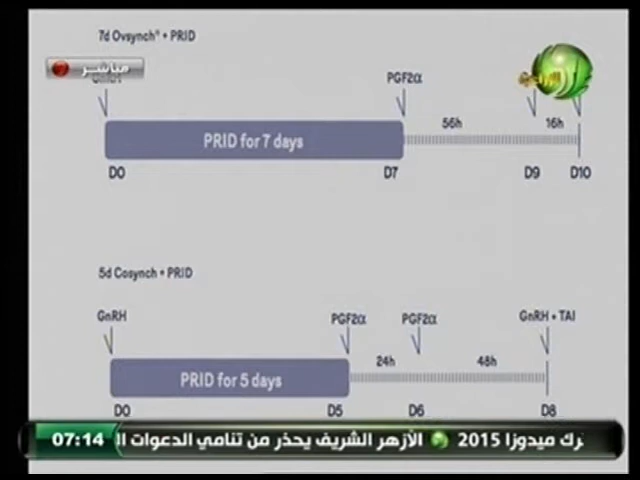 7d Ovsynch® + PRID
مباشر
PGF2α
PRID for 7 days
56h
16h
D0
D7
D9
D10
5d Cosynch + PRID
GnRH
PGF2α
PGF2α
GnRH + TAI
PRID for 5 days
24h
48h
D0
D5
D6
D8
07:14
ترك ميدوزا 2015
الأزهر الشريف يحذر من تنامي الدعوات